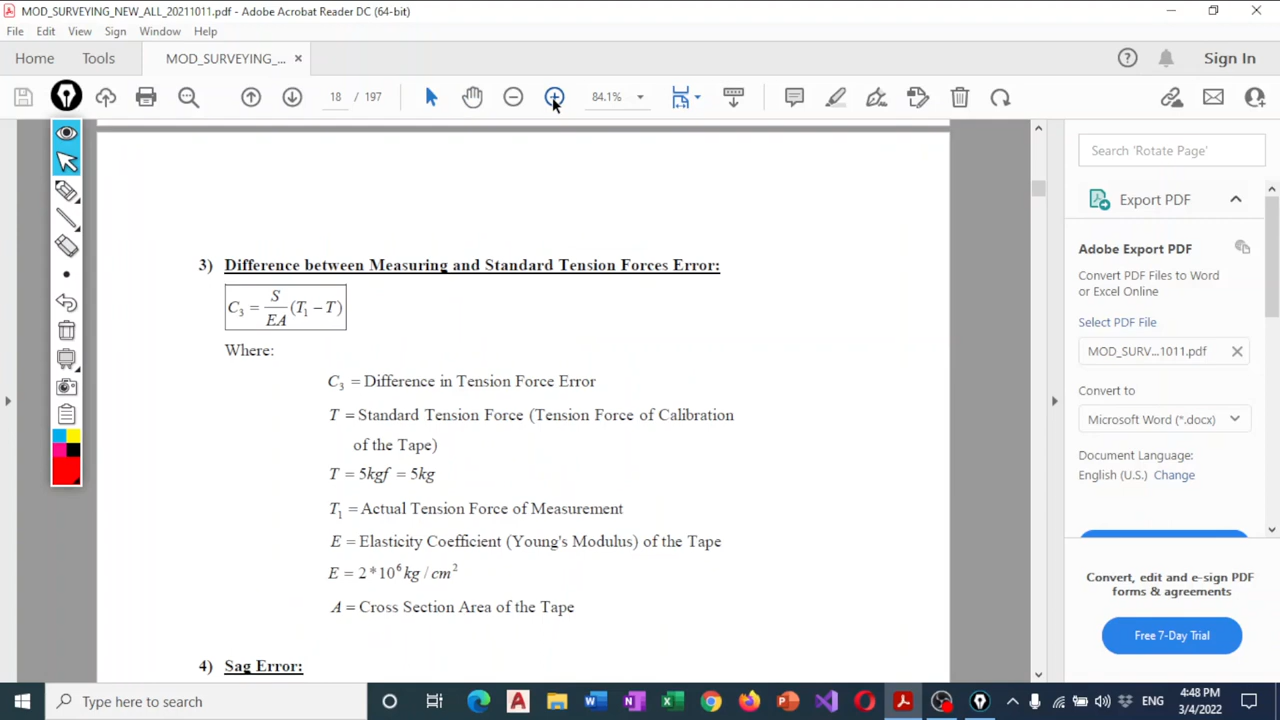 MOD_SURVEYING_NEW_ALL_20211011.pdf - Adobe Acrobat Reader DC (64-bit)
File Edit View Sign Window Help
Home Tools MOD_SURVEYING_... × Sign In
18 / 197 84.1%
Search 'Rotate Page'
Export PDF
Adobe Export PDF
Convert PDF Files to Word
or Excel Online
Select PDF File
MOD_SURV...1011.pdf
Convert to
Microsoft Word (*.docx)
Document Language:
English (U.S.) Change
Convert, edit and e-sign PDF
forms & agreements
Free 7-Day Trial
3) Difference between Measuring and Standard Tension Forces Error:
C₃ = S/EA (T₁ − T)
Where:
C₃ = Difference in Tension Force Error
T = Standard Tension Force (Tension Force of Calibration
of the Tape)
T = 5kgf = 5kg
T₁ = Actual Tension Force of Measurement
E = Elasticity Coefficient (Young's Modulus) of the Tape
E = 2*10⁶ kg / cm²
A = Cross Section Area of the Tape
4) Sag Error:
Type here to search
ENG
4:48 PM
3/4/2022